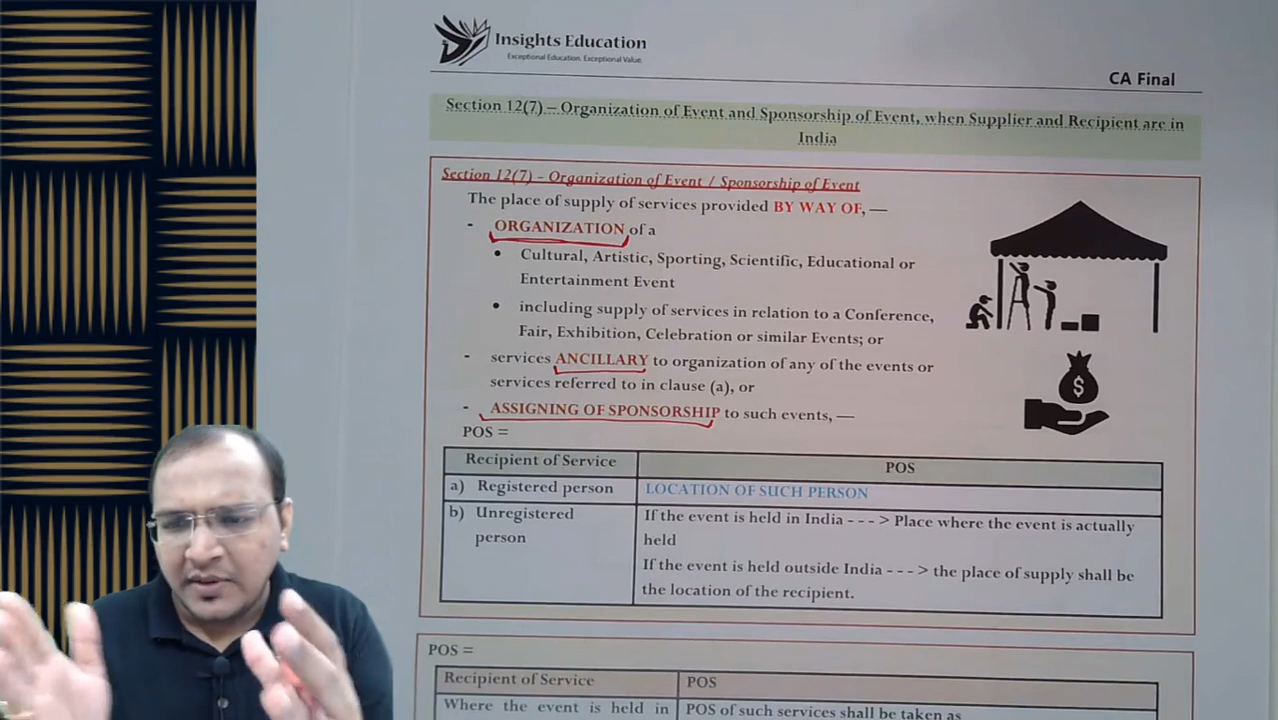 Insights Education
Exceptional Education. Exceptional Value.
CA Final
Section 12(7) – Organization of Event and Sponsorship of Event, when Supplier and Recipient are in
India
Section 12(7) - Organization of Event / Sponsorship of Event
The place of supply of services provided BY WAY OF, —
- ORGANIZATION of a
• Cultural, Artistic, Sporting, Scientific, Educational or
Entertainment Event
• including supply of services in relation to a Conference,
Fair, Exhibition, Celebration or similar Events; or
- services ANCILLARY to organization of any of the events or
services referred to in clause (a), or
- ASSIGNING OF SPONSORSHIP to such events, —
$
POS =
Recipient of Service POS
a) Registered person LOCATION OF SUCH PERSON
b) Unregistered person If the event is held in India - - - > Place where the event is actually
held
If the event is held outside India - - - > the place of supply shall be
the location of the recipient.
POS =
Recipient of Service POS
Where the event is held in POS of such services shall be taken as